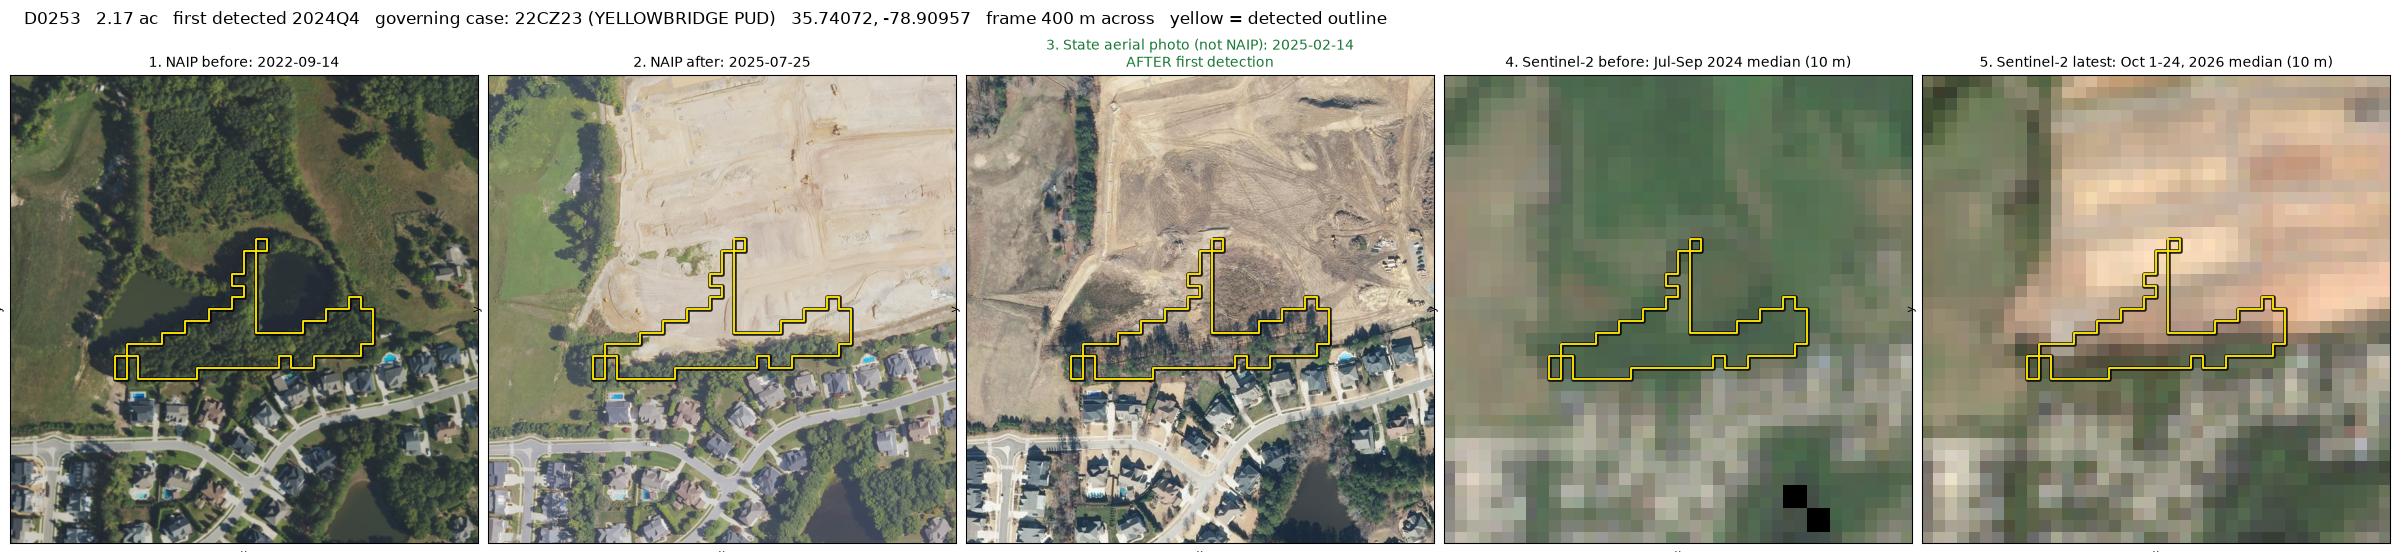 D0253   2.17 ac   first detected 2024Q4   governing case: 22CZ23 (YELLOWBRIDGE PUD)   35.74072, -78.90957   frame 400 m across   yellow = detected outline
1. NAIP before: 2022-09-14
2. NAIP after: 2025-07-25
3. State aerial photo (not NAIP): 2025-02-14
AFTER first detection
4. Sentinel-2 before: Jul-Sep 2024 median (10 m)
5. Sentinel-2 latest: Oct 1-24, 2026 median (10 m)